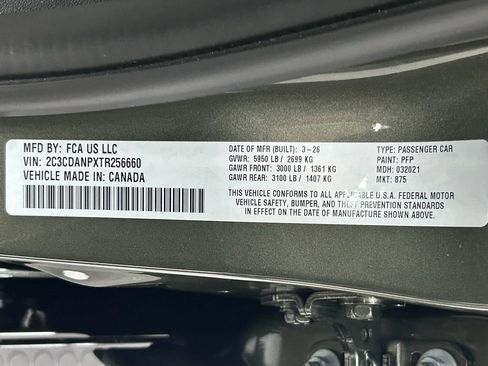 MFD BY: FCA US LLC
VIN: 2C3CDANPXTR256660
VEHICLE MADE IN: CANADA
DATE OF MFR (BUILT): 3-26
GVWR: 5950 LB / 2699 KG
GAWR FRONT: 3000 LB / 1361 KG
GAWR REAR: 3100 LB / 1407 KG
TYPE: PASSENGER CAR
PAINT: PFP
MDH: 032021
MKT: 875
THIS VEHICLE CONFORMS TO ALL APPLICABLE U.S.A. FEDERAL MOTOR
VEHICLE SAFETY, BUMPER, AND THEFT PREVENTION STANDARDS
IN EFFECT ON THE DATE OF MANUFACTURE SHOWN ABOVE.